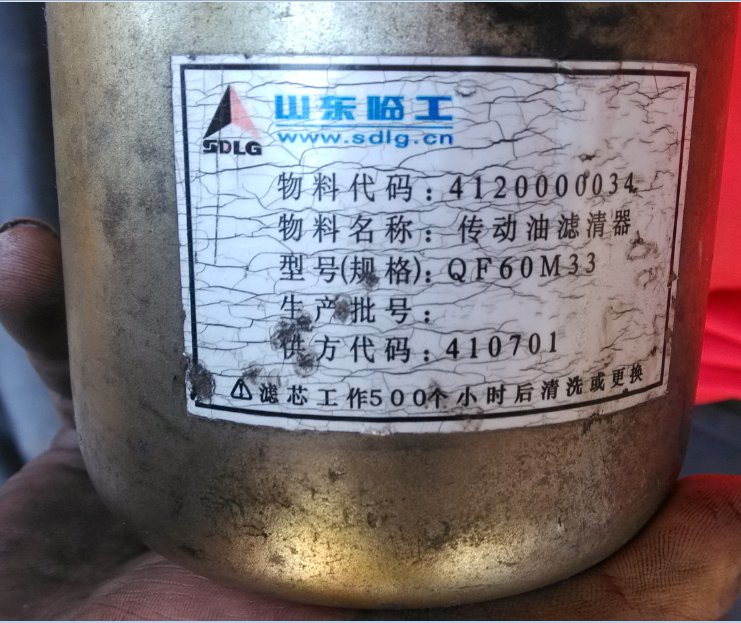 山东临工
www.sdlg.cn
SDLG
物料代码：4120000034
物料名称：传动油滤清器
型号(规格)：QF60M33
生产批号：
供方代码：410701
滤芯工作500个小时后清洗或更换